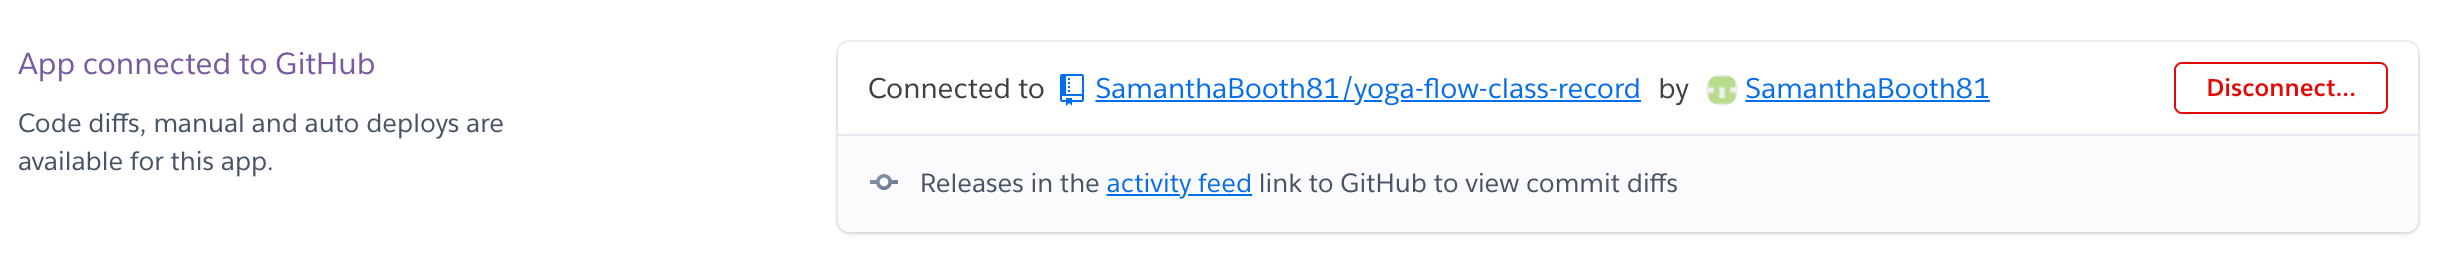 App connected to GitHub
Code diffs, manual and auto deploys are
available for this app.
Connected to SamanthaBooth81/yoga-flow-class-record by SamanthaBooth81
Disconnect...
Releases in the activity feed link to GitHub to view commit diffs